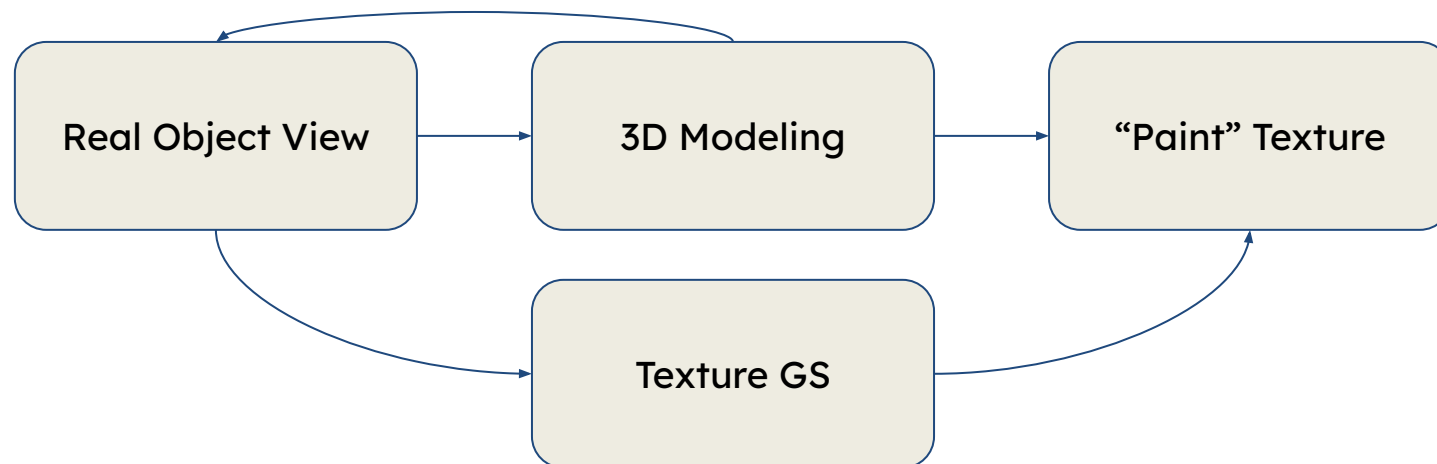 Real Object View
3D Modeling
“Paint” Texture
Texture GS